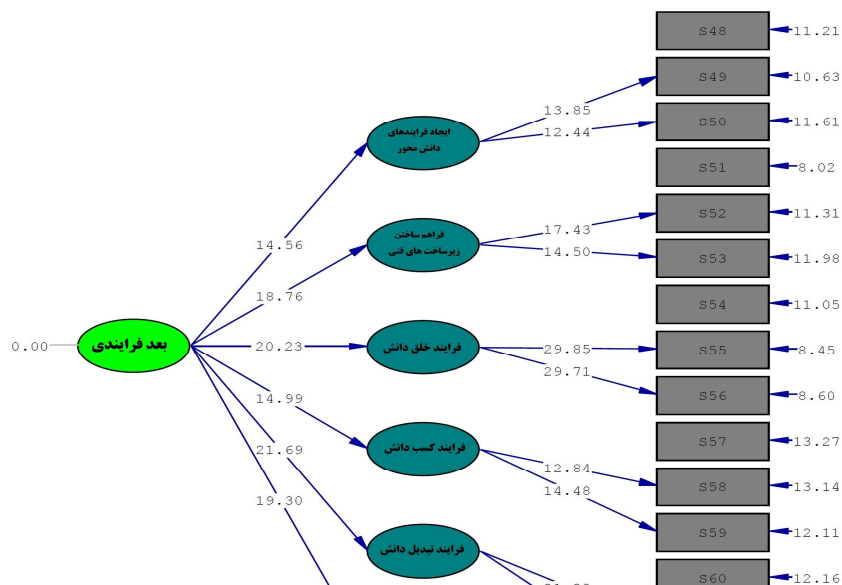 S48
11.21
S49
10.63
13.85
S50
11.61
12.44
ایجاد فرایندهای
دانش محور
S51
8.02
S52
11.31
17.43
فراهم ساختن
زیرساخت های فنی
14.56
14.50
S53
11.98
18.76
S54
11.05
0.00
بعد فرایندی
20.23
فرایند خلق دانش
29.85
S55
8.45
29.71
S56
8.60
14.99
S57
13.27
21.69
فرایند کسب دانش
12.84
S58
13.14
14.48
19.30
S59
12.11
فرایند تبدیل دانش
S60
12.16